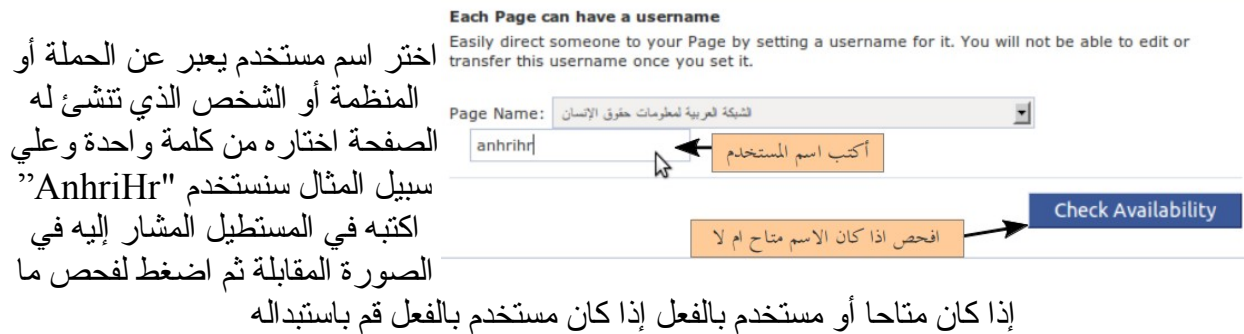 Each Page can have a username
Easily direct someone to your Page by setting a username for it. You will not be able to edit or
transfer this username once you set it.
Page Name: الشبكة العربية لمعلومات حقوق الإنسان
anhrihr
أكتب اسم المستخدم
Check Availability
افحص اذا كان الاسم متاح ام لا
اختر اسم مستخدم يعبر عن الحملة أو
المنظمة أو الشخص الذي تنشئ له
الصفحة اختاره من كلمة واحدة و علي
سبيل المثال سنستخدم "AnhriHr”
اكتبه في المستطيل المشار إليه في
الصورة المقابلة ثم اضغط لفحص ما
إذا كان متاحا أو مستخدم بالفعل إذا كان مستخدم بالفعل قم باستبداله